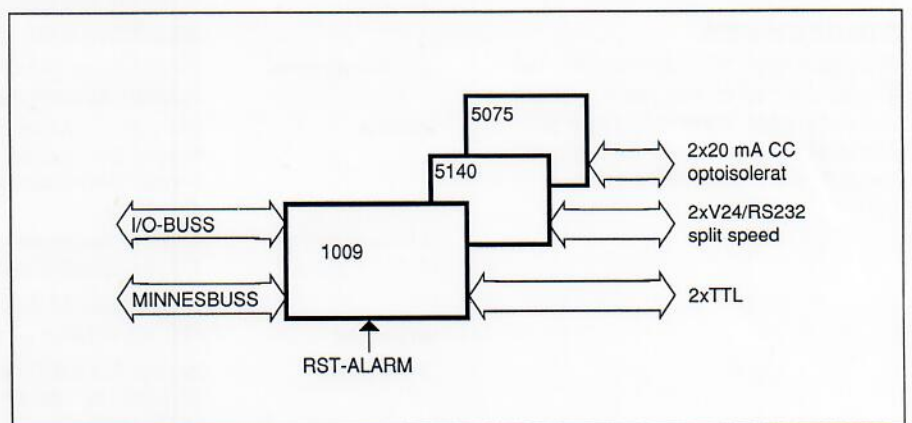 5075
2x20 mA CC
optoisolerat
5140
2xV24/RS232
split speed
I/O-BUSS
1009
MINNESBUSS
2xTTL
RST-ALARM